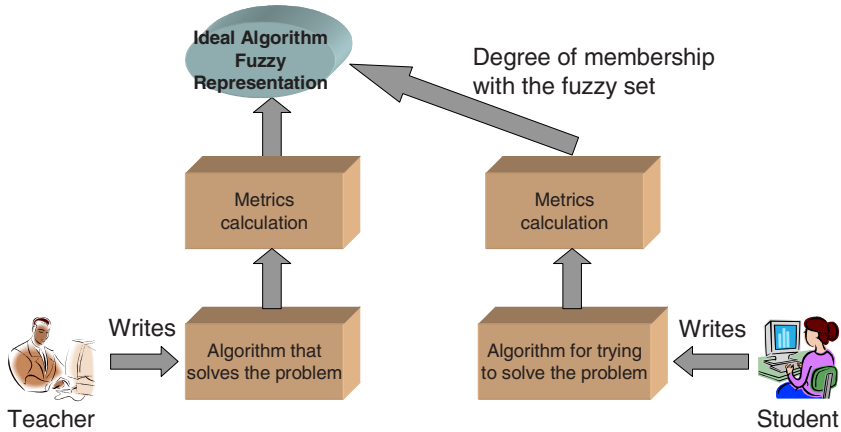 Ideal Algorithm
Fuzzy
Representation
Degree of membership
with the fuzzy set
Metrics
calculation
Metrics
calculation
Writes
Algorithm that
solves the problem
Algorithm for trying
to solve the problem
Writes
Teacher
Student